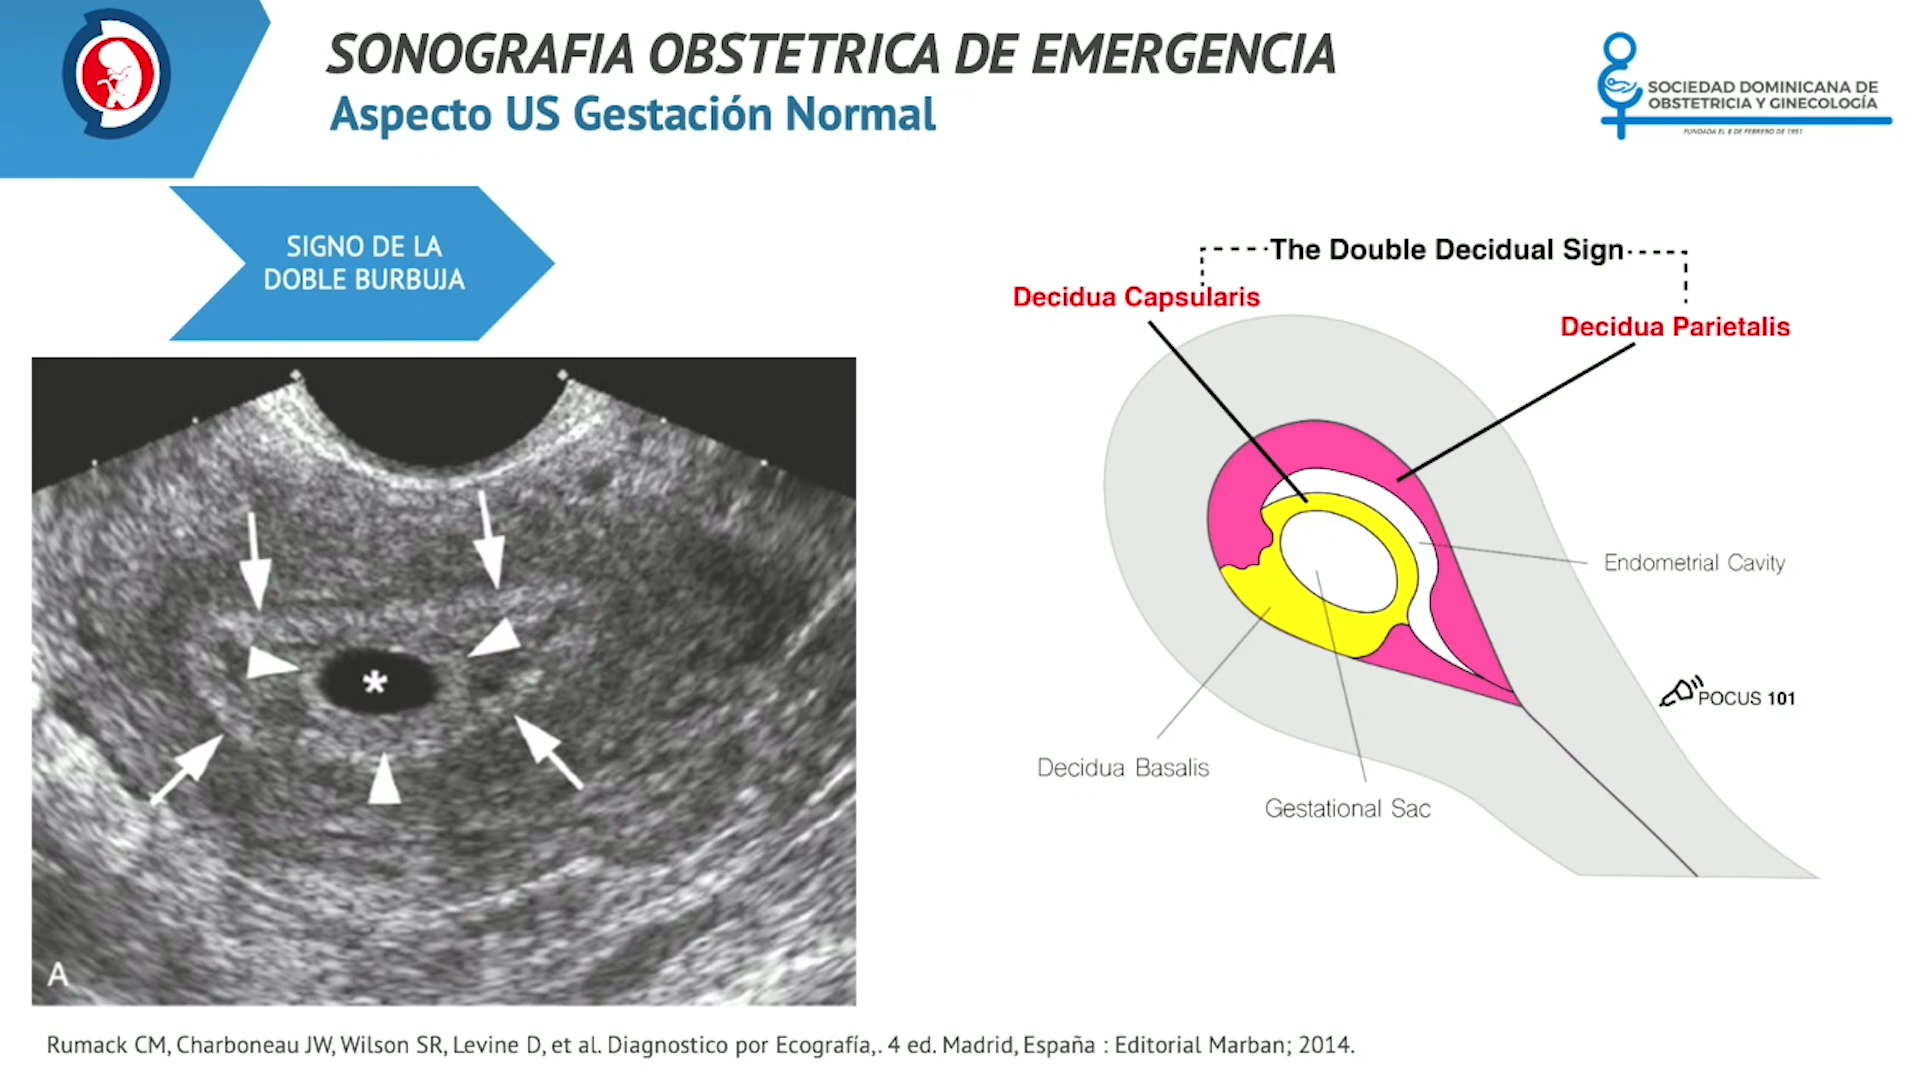 SONOGRAFIA OBSTETRICA DE EMERGENCIA
Aspecto US Gestación Normal
SOCIEDAD DOMINICANA DE
OBSTETRICIA Y GINECOLOGÍA
FUNDADA EL 8 DE FEBRERO DE 1951
SIGNO DE LA
DOBLE BURBUJA
The Double Decidual Sign
Decidua Capsularis
Decidua Parietalis
Endometrial Cavity
POCUS 101
Decidua Basalis
Gestational Sac
*
A
Rumack CM, Charboneau JW, Wilson SR, Levine D, et al. Diagnostico por Ecografía,. 4 ed. Madrid, España : Editorial Marban; 2014.